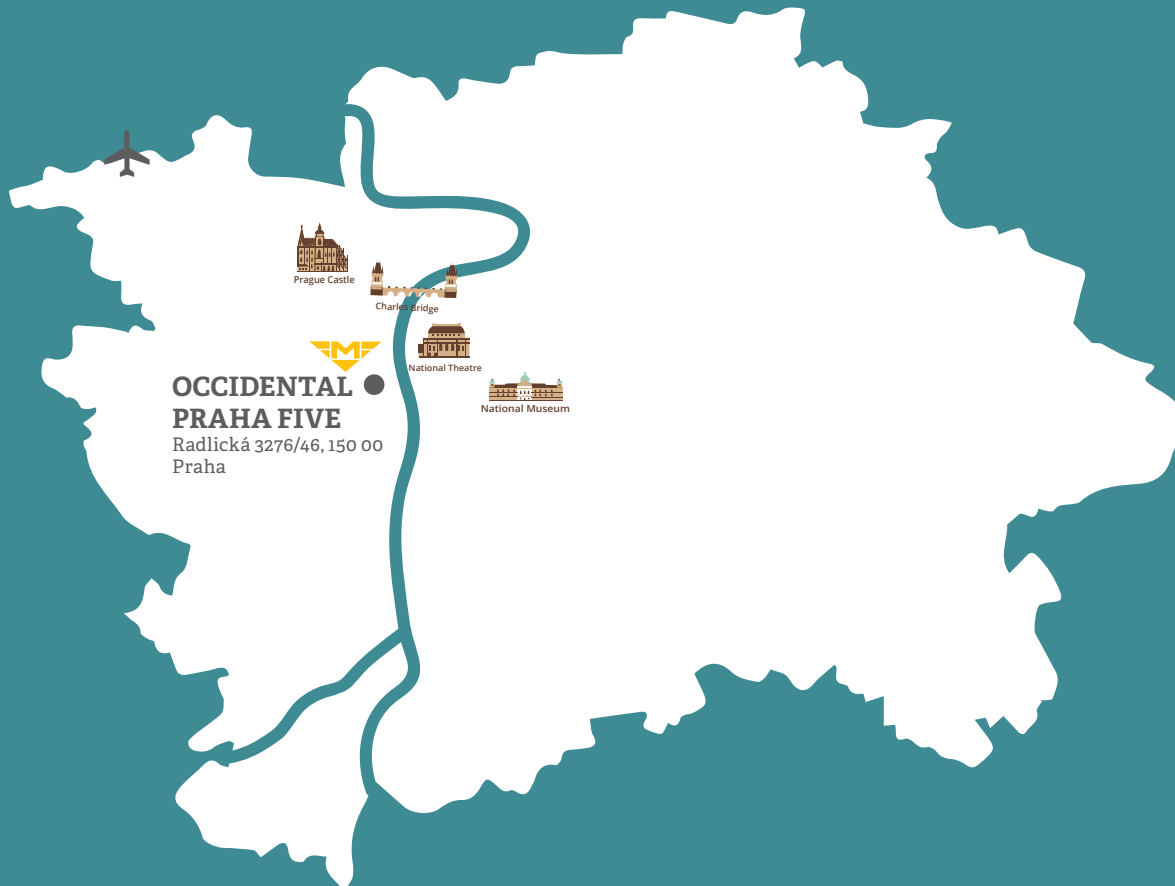 Prague Castle
Charles Bridge
National Theatre
M
OCCIDENTAL
PRAHA FIVE
National Museum
Radlická 3276/46, 150 00
Praha